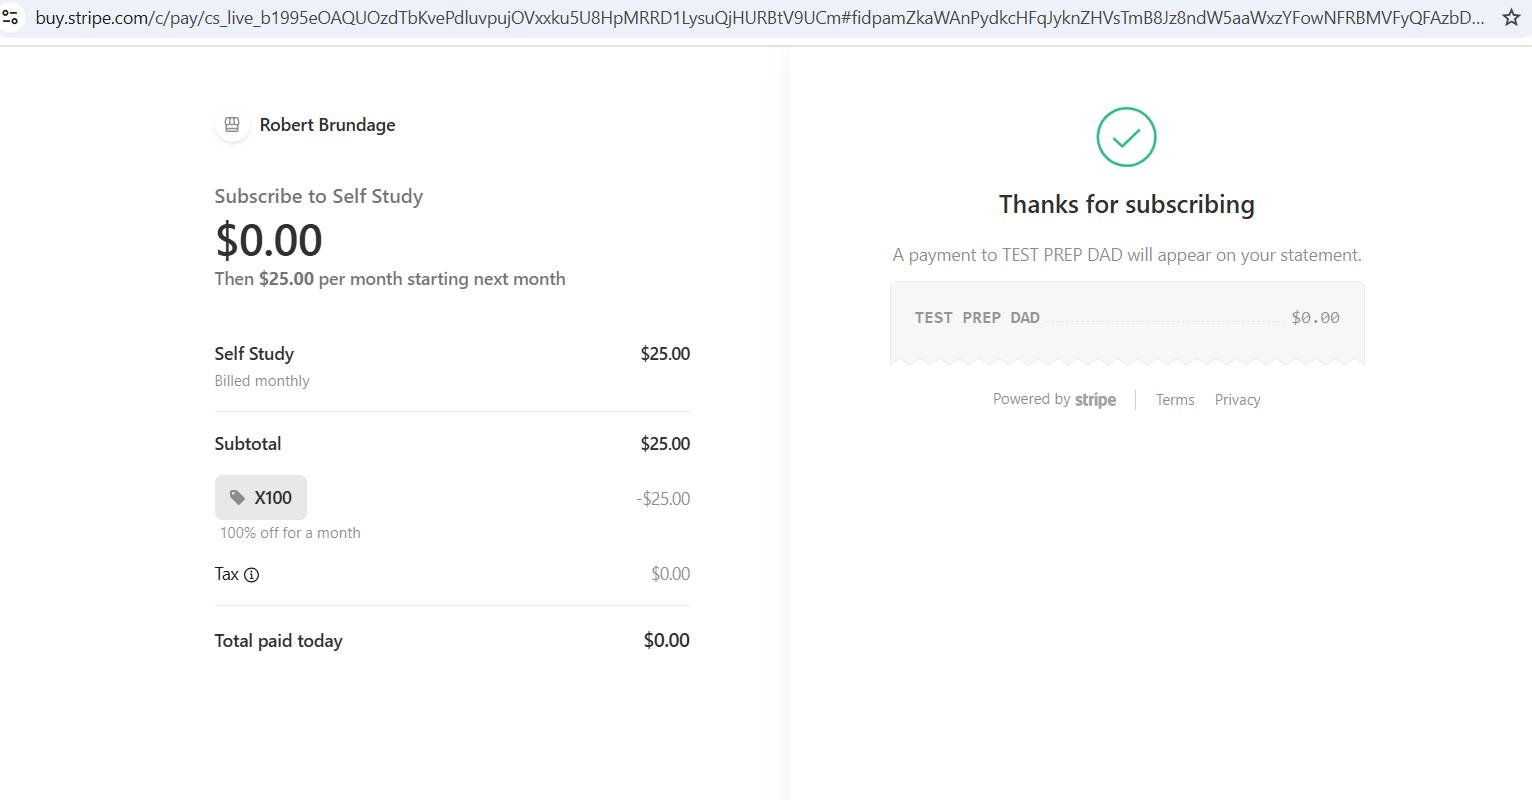 buy.stripe.com/c/pay/cs_live_b1995eOAQUOzdTbKvePdluvpujOVxxku5U8HpMRRD1LysuQjHURBtV9UCm#fidpamZkaWAnPydkcHFqJyknZHVsTmB8Jz8ndW5aaWxzYFowNFRBMVFyQFAzbD...
Robert Brundage
Subscribe to Self Study
$0.00
Then $25.00 per month starting next month
Self Study $25.00
Billed monthly
Subtotal $25.00
X100 -$25.00
100% off for a month
Tax $0.00
Total paid today $0.00
Thanks for subscribing
A payment to TEST PREP DAD will appear on your statement.
TEST PREP DAD $0.00
Powered by stripe Terms Privacy